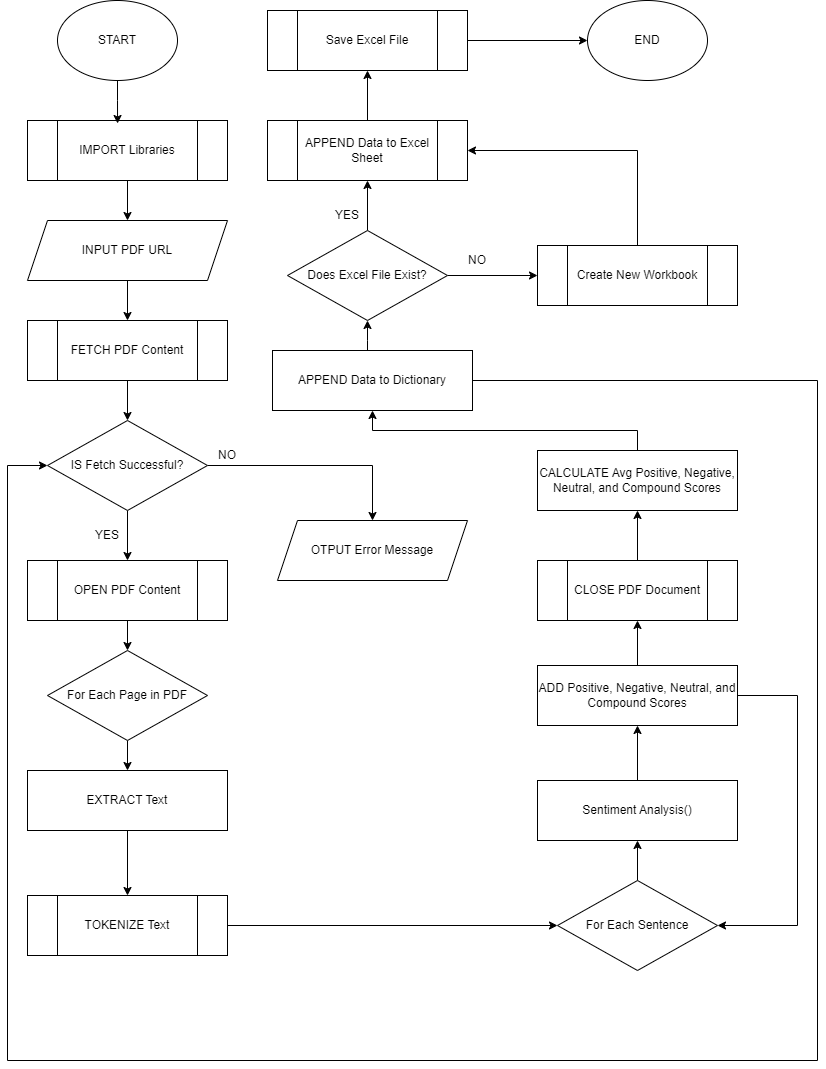 START
IMPORT Libraries
INPUT PDF URL
FETCH PDF Content
IS Fetch Successful?
NO
OTPUT Error Message
YES
OPEN PDF Content
For Each Page in PDF
EXTRACT Text
TOKENIZE Text
For Each Sentence
Sentiment Analysis()
ADD Positive, Negative, Neutral, and
Compound Scores
CLOSE PDF Document
CALCULATE Avg Positive, Negative,
Neutral, and Compound Scores
APPEND Data to Dictionary
Does Excel File Exist?
NO
Create New Workbook
YES
APPEND Data to Excel
Sheet
Save Excel File
END